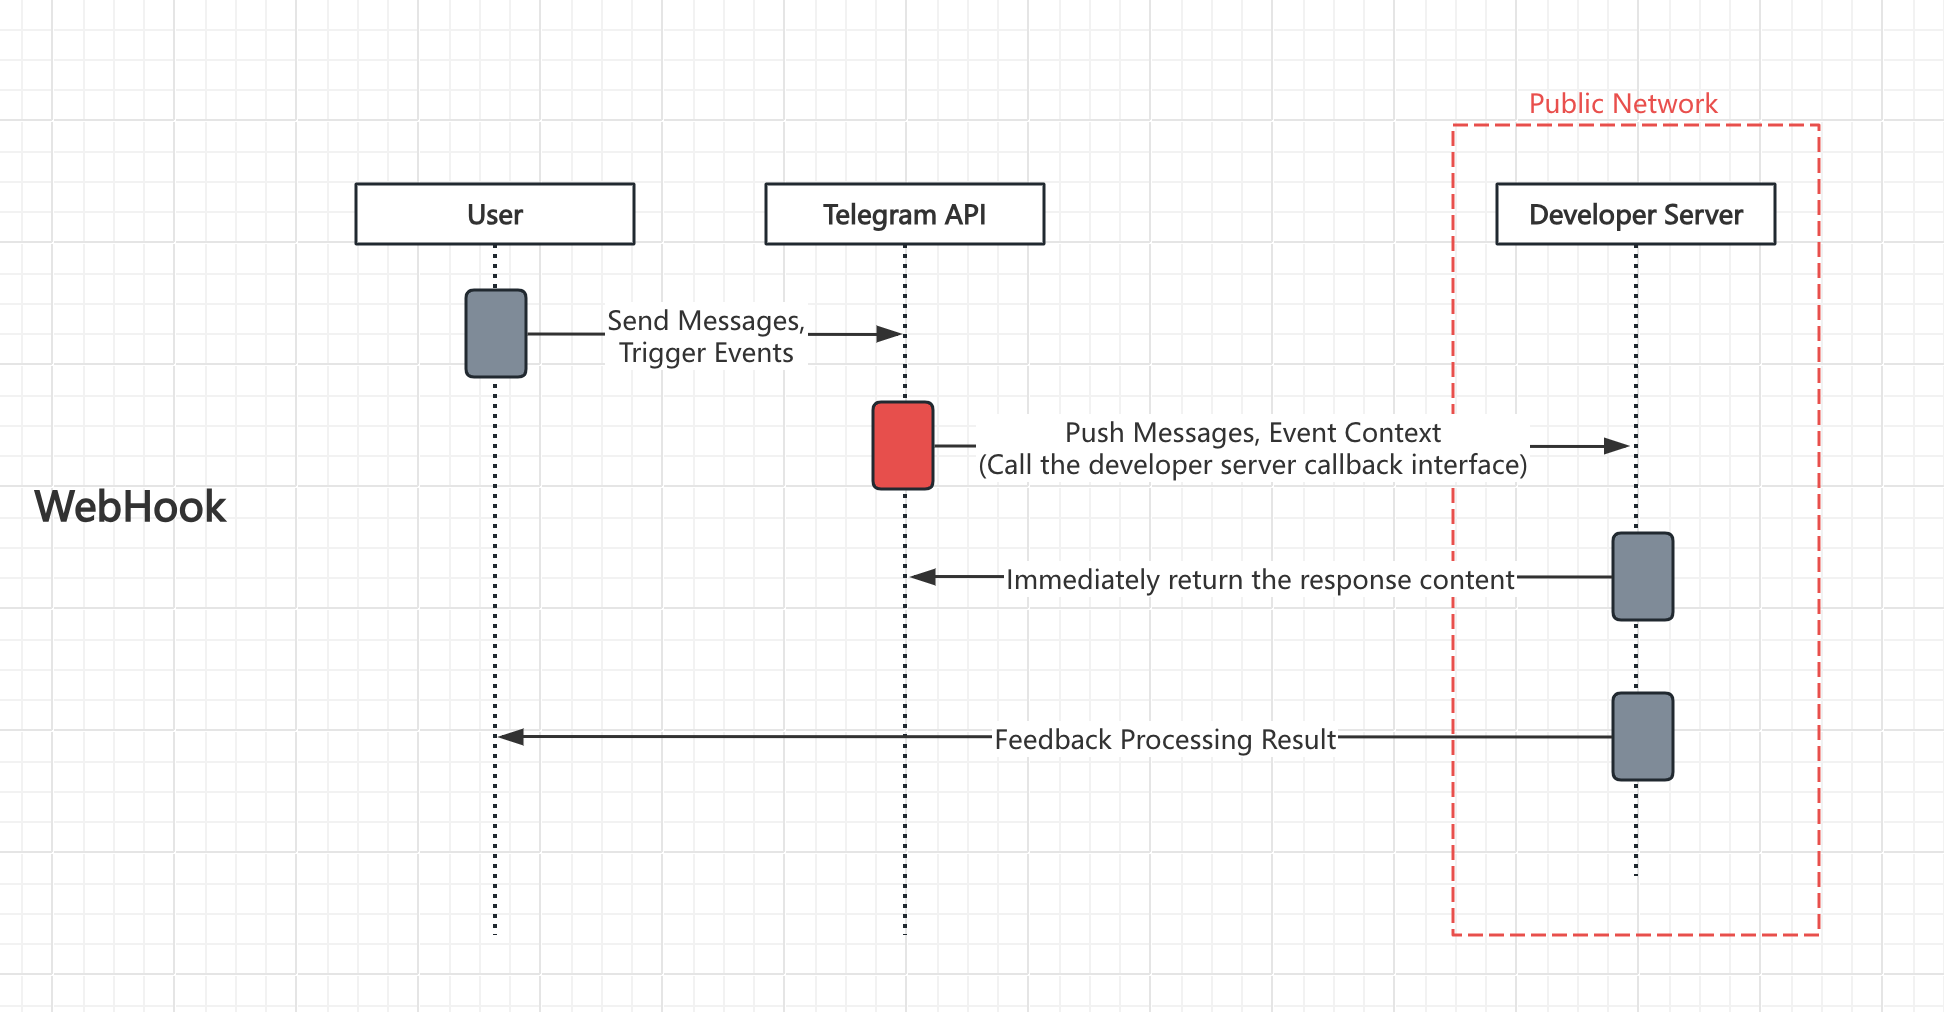 Public Network
User
Telegram API
Developer Server
Send Messages,
Trigger Events
Push Messages, Event Context
(Call the developer server callback interface)
WebHook
Immediately return the response content
Feedback Processing Result